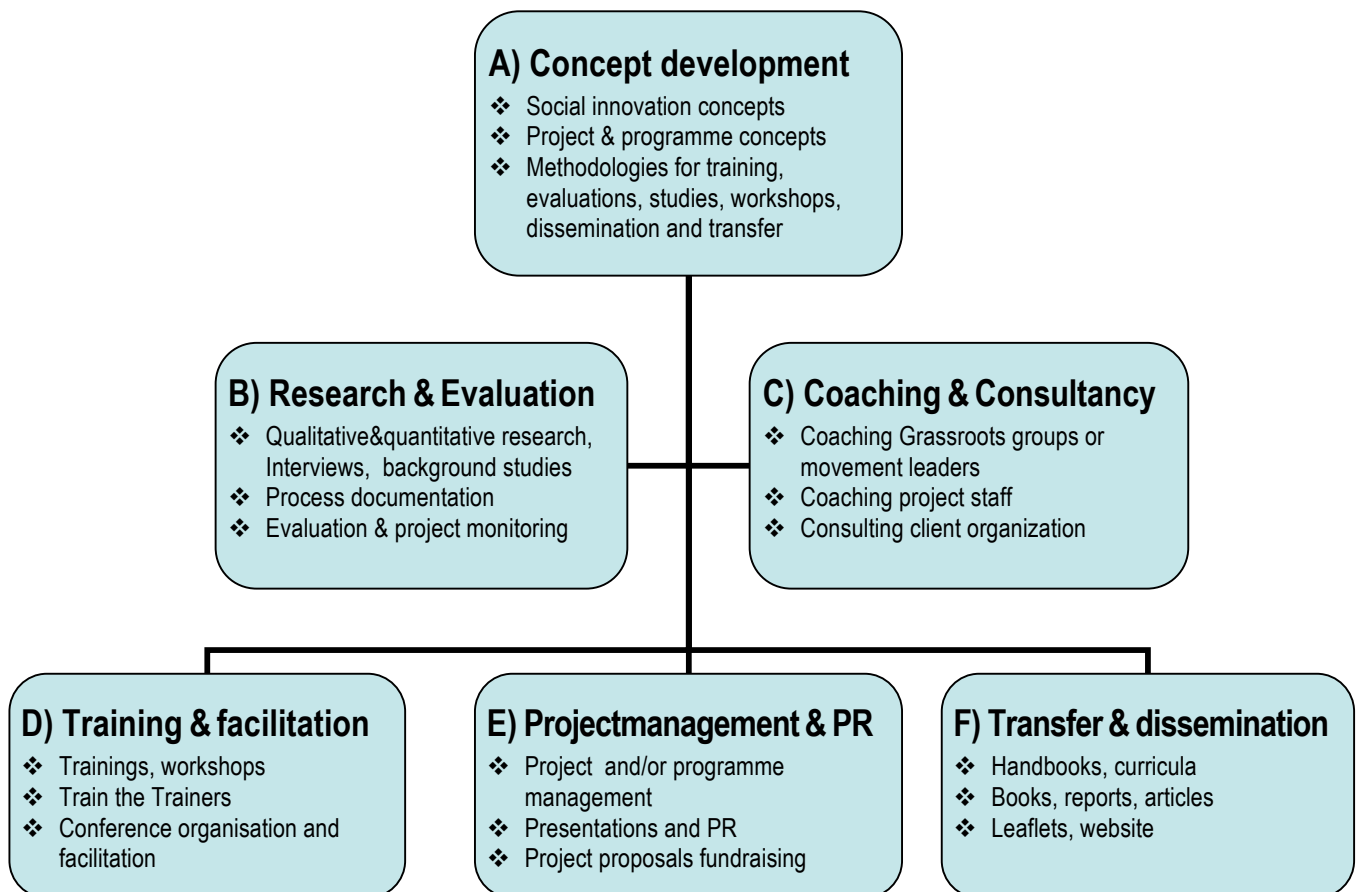 A) Concept development
❖ Social innovation concepts
❖ Project & programme concepts
❖ Methodologies for training,
evaluations, studies, workshops,
dissemination and transfer
B) Research & Evaluation
❖ Qualitative&quantitative research,
Interviews, background studies
❖ Process documentation
❖ Evaluation & project monitoring
C) Coaching & Consultancy
❖ Coaching Grassroots groups or
movement leaders
❖ Coaching project staff
❖ Consulting client organization
D) Training & facilitation
❖ Trainings, workshops
❖ Train the Trainers
❖ Conference organisation and
facilitation
E) Projectmanagement & PR
❖ Project and/or programme
management
❖ Presentations and PR
❖ Project proposals fundraising
F) Transfer & dissemination
❖ Handbooks, curricula
❖ Books, reports, articles
❖ Leaflets, website